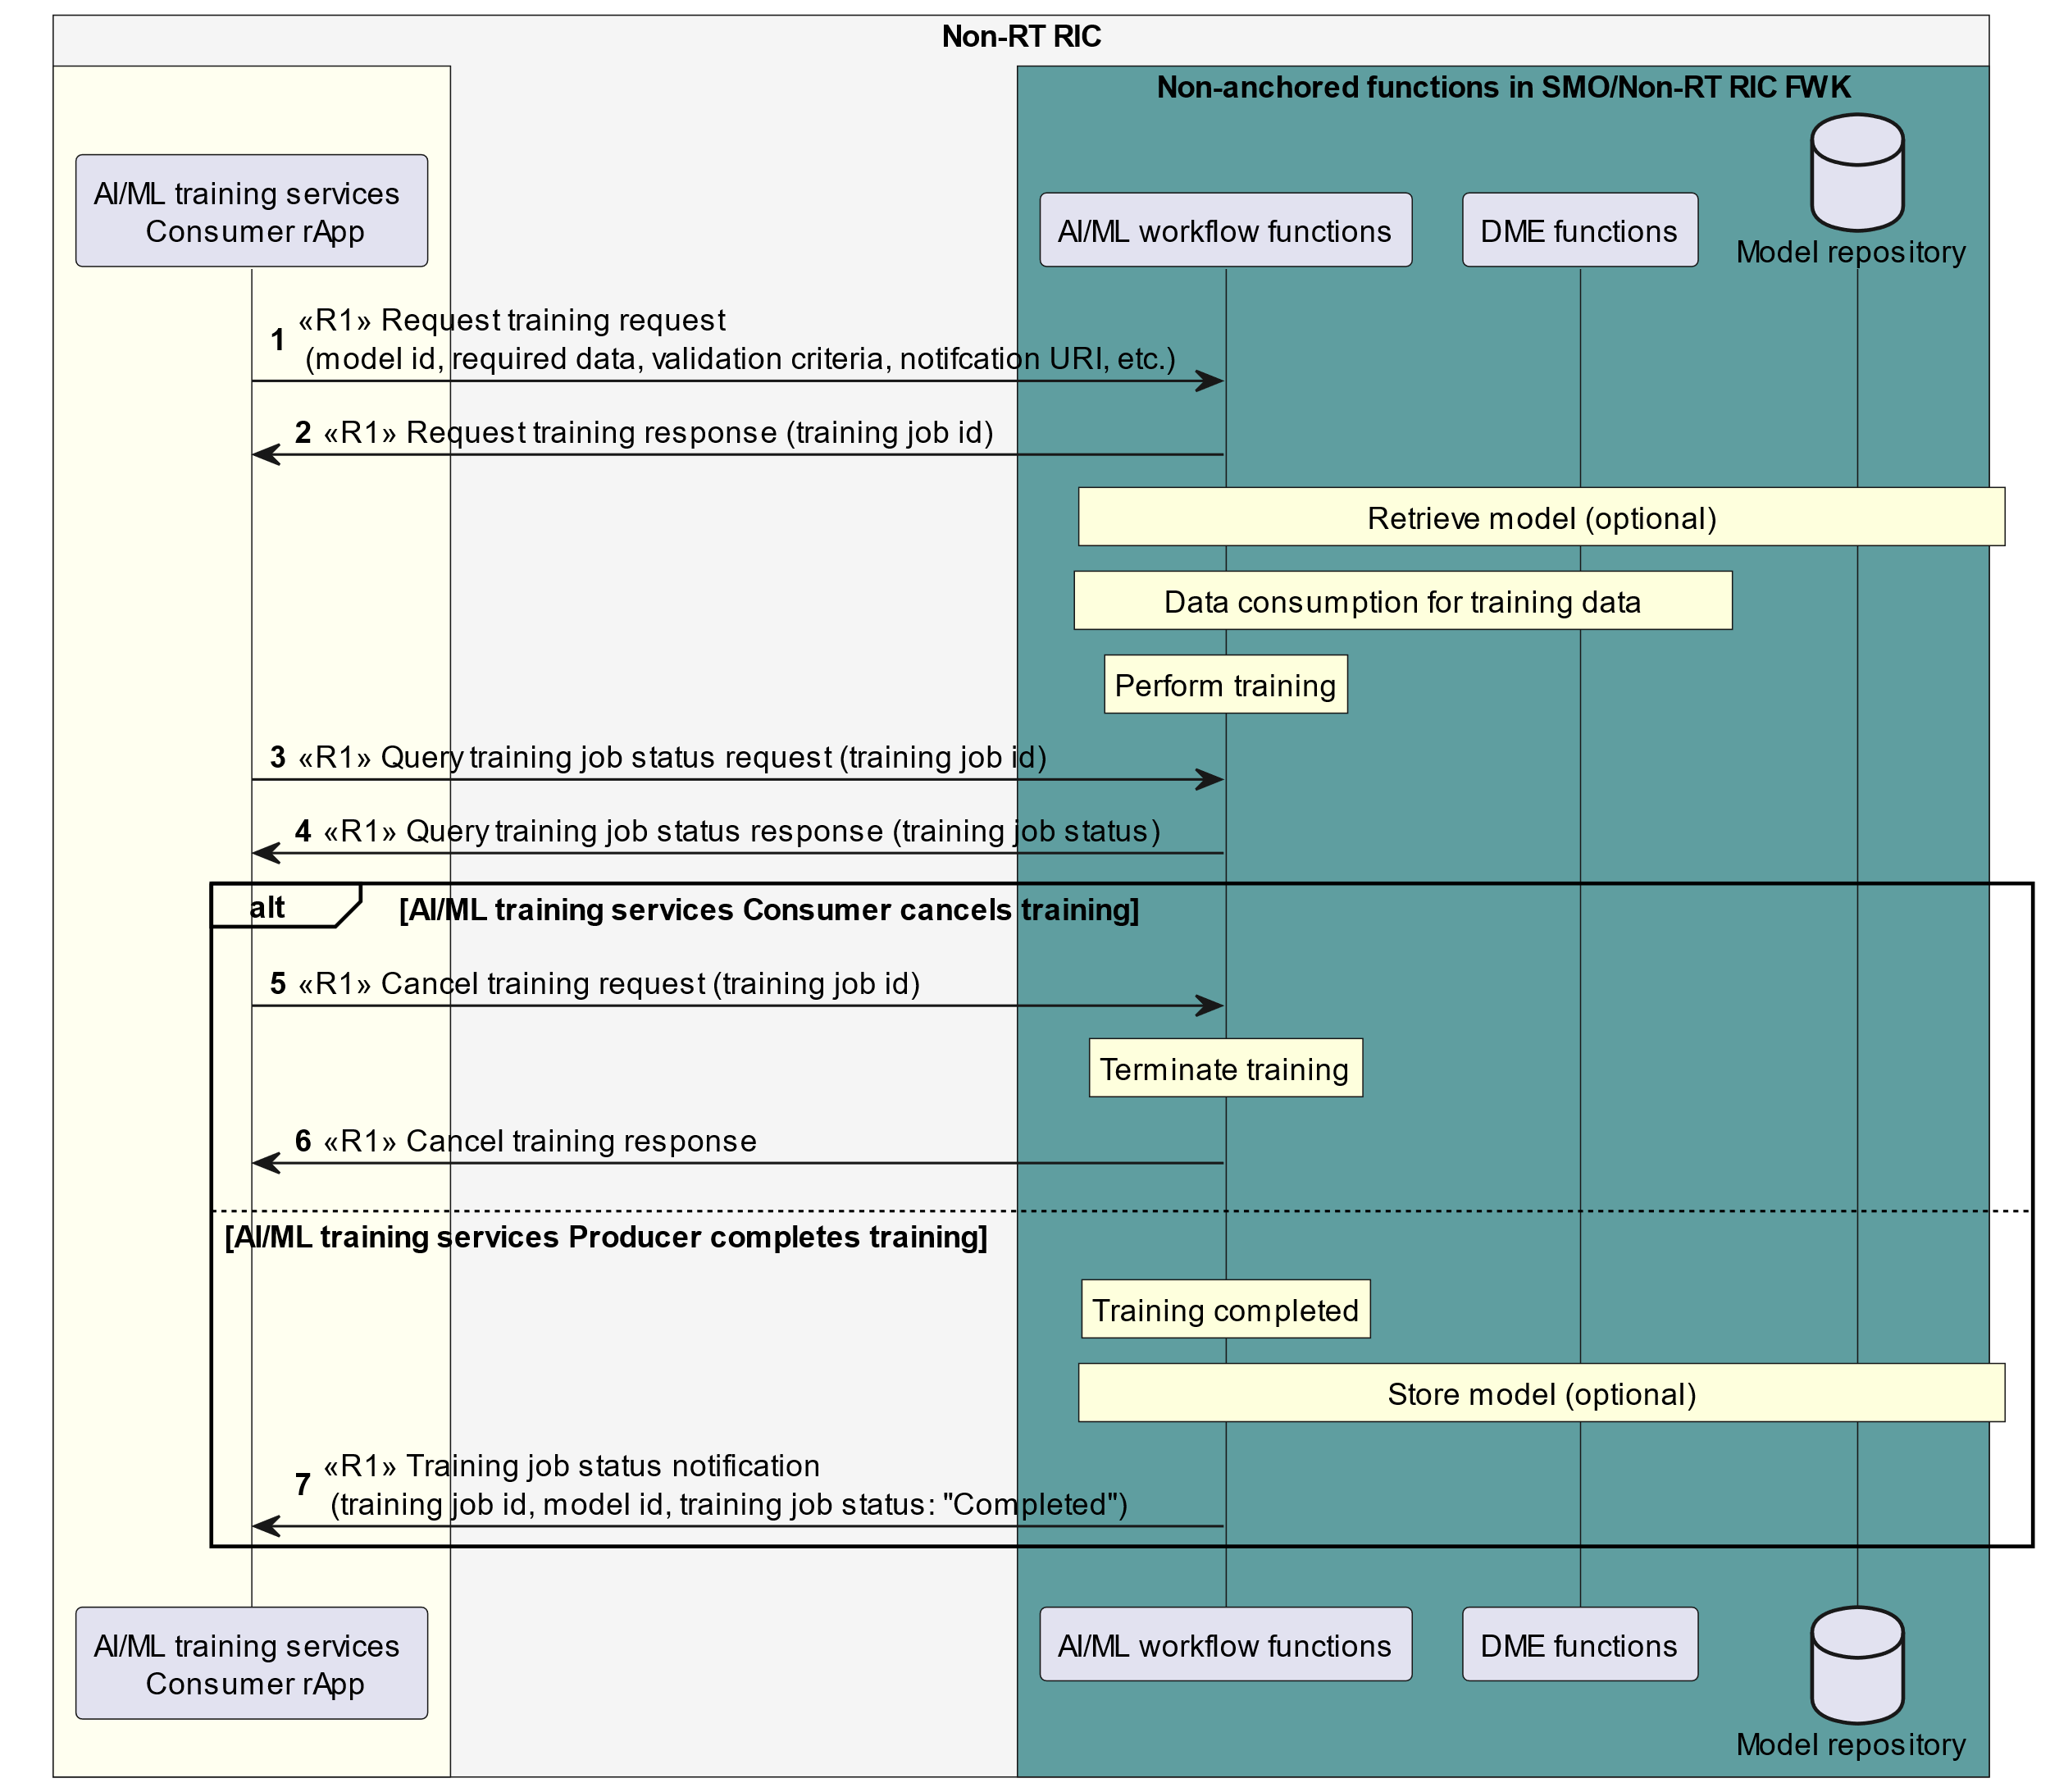 Non-RT RIC
Non-anchored functions in SMO/Non-RT RIC FWK
AI/ML training services
Consumer rApp
AI/ML workflow functions
DME functions
Model repository
1 «R1» Request training request
(model id, required data, validation criteria, notifcation URI, etc.)
2 «R1» Request training response (training job id)
Retrieve model (optional)
Data consumption for training data
Perform training
3 «R1» Query training job status request (training job id)
4 «R1» Query training job status response (training job status)
alt [AI/ML training services Consumer cancels training]
5 «R1» Cancel training request (training job id)
Terminate training
6 «R1» Cancel training response
[AI/ML training services Producer completes training]
Training completed
Store model (optional)
7 «R1» Training job status notification
(training job id, model id, training job status: "Completed")
AI/ML training services
Consumer rApp
AI/ML workflow functions
DME functions
Model repository